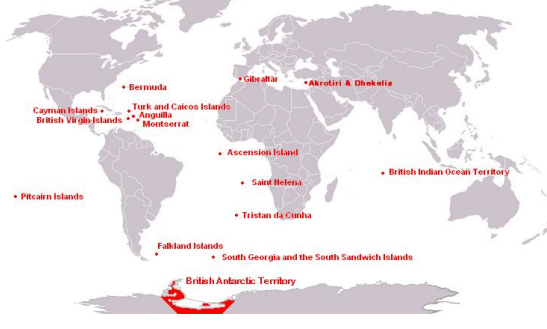 Gibraltar
Akrotiri & Dhekelia
Bermuda
Cayman Islands
Turk and Caicos Islands
British Virgin Islands
Anguilla
Montserrat
Ascension Island
British Indian Ocean Territory
Saint Helena
Pitcairn Islands
Tristan da Cunha
Falkland Islands
South Georgia and the South Sandwich Islands
British Antarctic Territory